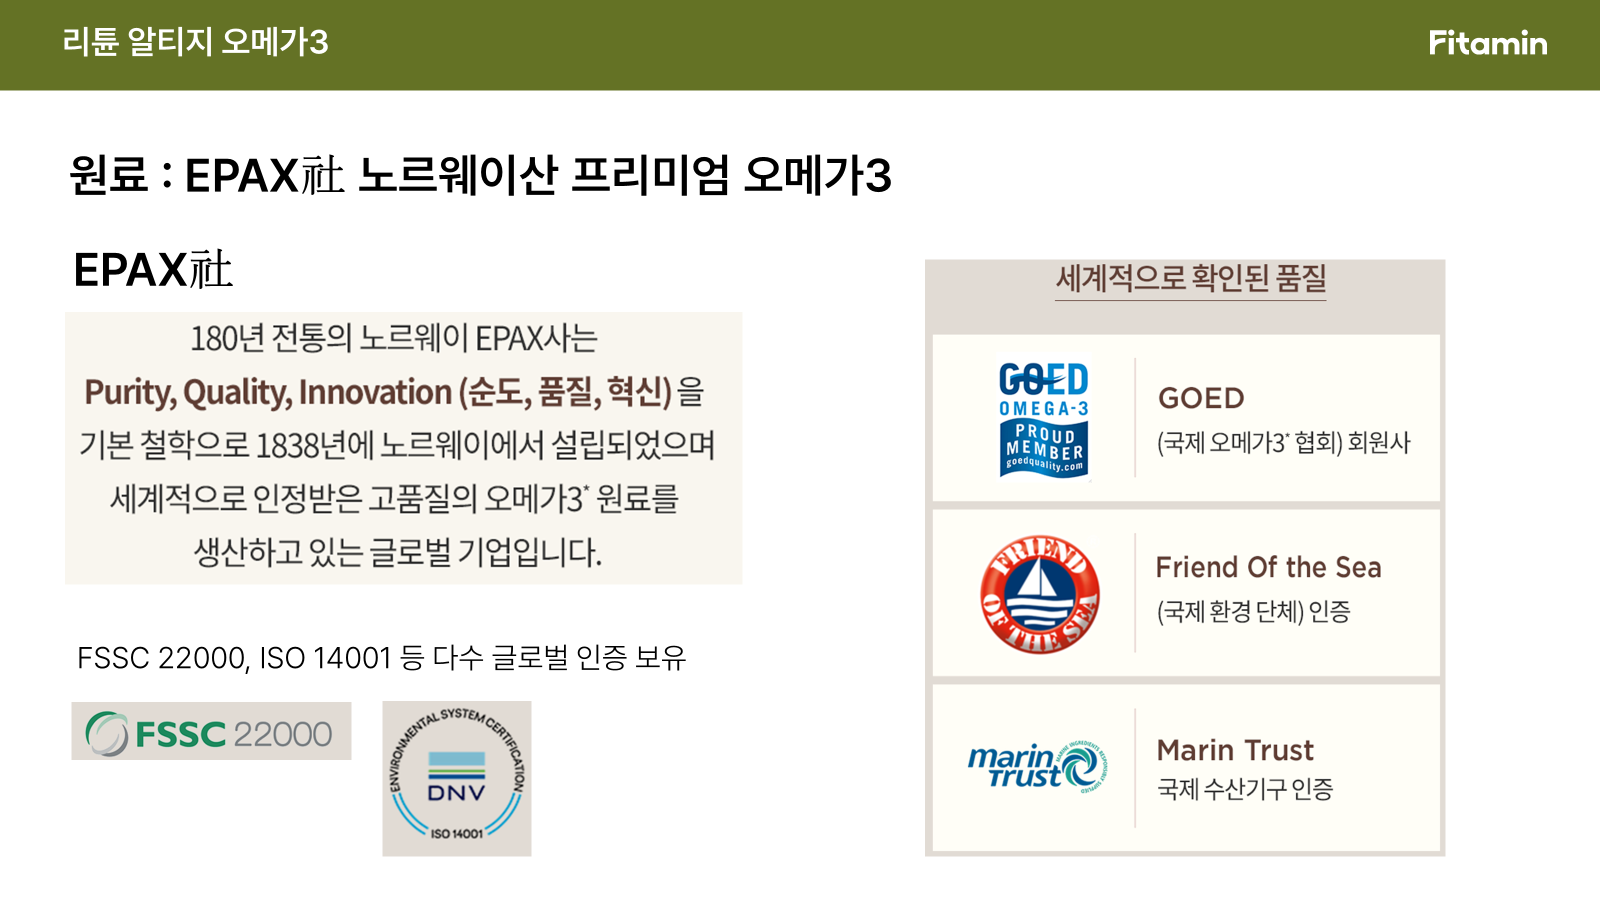 리튠 알티지 오메가3
Fitamin
원료 : EPAX社 노르웨이산 프리미엄 오메가3
EPAX社
180년 전통의 노르웨이 EPAX사는
Purity, Quality, Innovation (순도, 품질, 혁신) 을
기본 철학으로 1838년에 노르웨이에서 설립되었으며
세계적으로 인정받은 고품질의 오메가3* 원료를
생산하고 있는 글로벌 기업입니다.
FSSC 22000, ISO 14001 등 다수 글로벌 인증 보유
FSSC 22000
ENVIRONMENTAL SYSTEM CERTIFICATION
DNV
ISO 14001
세계적으로 확인된 품질
GOED
OMEGA-3
PROUD
MEMBER
goedquality.com
GOED
(국제 오메가3* 협회) 회원사
FRIEND
OF THE SEA
Friend Of the Sea
(국제 환경 단체) 인증
marin
TRUST
MARINE INGREDIENTS RESPONSIBLY SUPPLIED
Marin Trust
국제 수산기구 인증